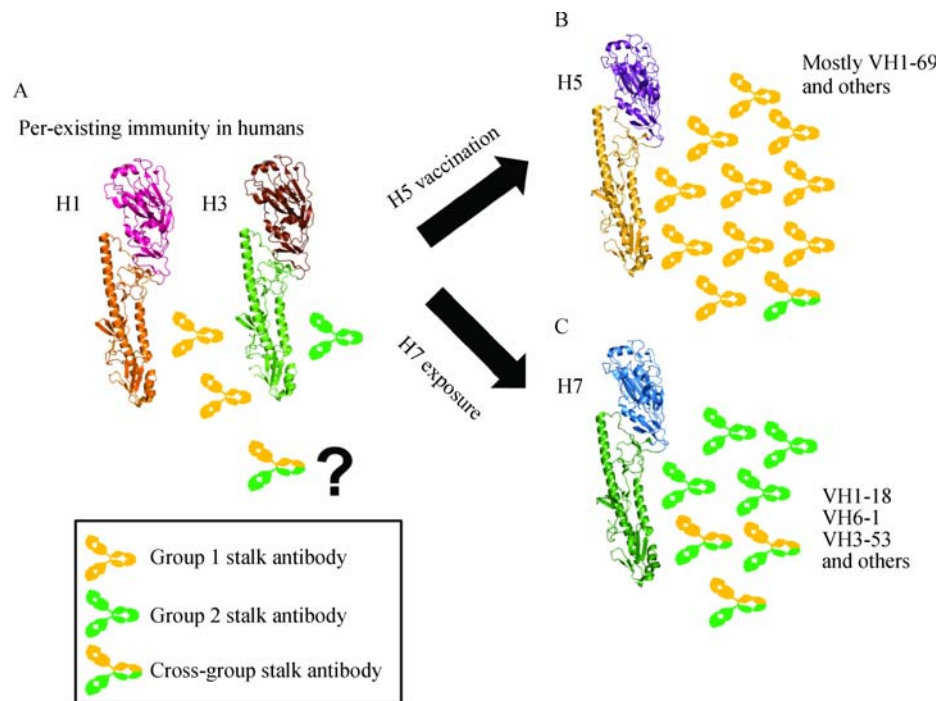 A
Per-existing immunity in humans
H1
H3
?
H5 vaccination
H7 exposure
B
H5
Mostly VH1-69
and others
C
H7
VH1-18
VH6-1
VH3-53
and others
Group 1 stalk antibody
Group 2 stalk antibody
Cross-group stalk antibody